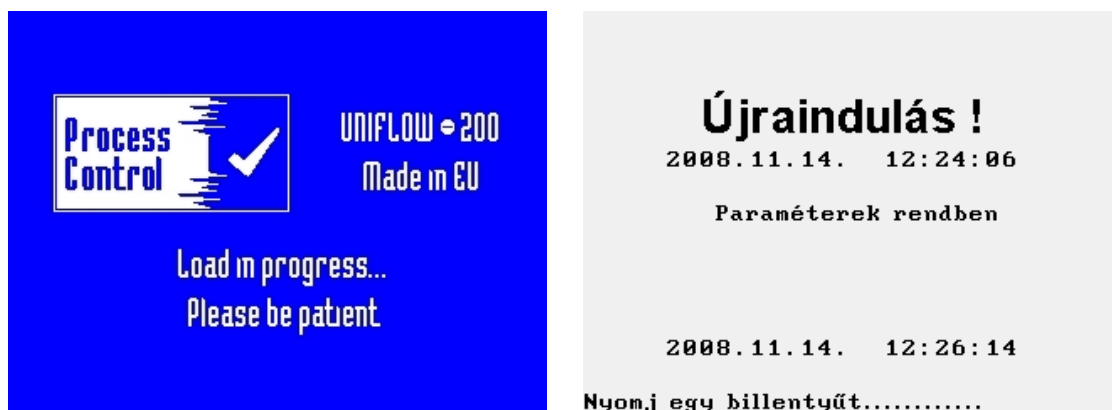 Process
Control
UNIFLOW-200
Made in EU
Load in progress...
Please be patient
Újraindulás !
2008.11.14. 12:24:06
Paraméterek rendben
2008.11.14. 12:26:14
Nyomj egy billentyűt............